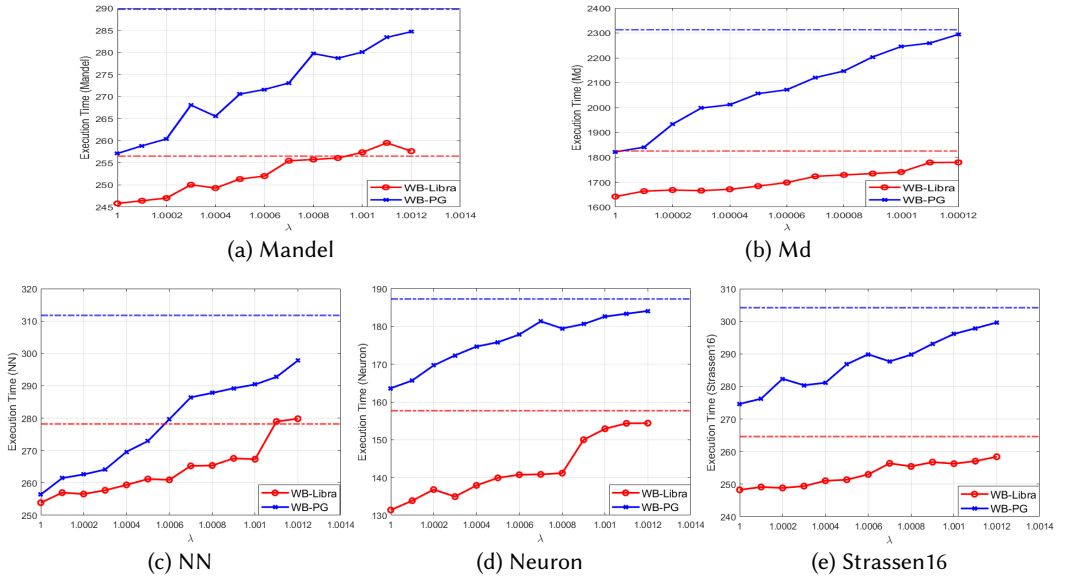 290
285
280
275
270
265
260
255
250
245
Execution Time (Mandel)
1 1.0002 1.0004 1.0006 1.0008 1.001 1.0012 1.0014
λ
WB-Libra
WB-PG
(a) Mandel
2400
2300
2200
2100
2000
1900
1800
1700
1600
Execution Time (Md)
1 1.00002 1.00004 1.00006 1.00008 1.0001 1.00012
λ
WB-Libra
WB-PG
(b) Md
320
310
300
290
280
270
260
250
Execution Time (NN)
1 1.0002 1.0004 1.0006 1.0008 1.001 1.0012 1.0014
λ
WB-Libra
WB-PG
(c) NN
190
180
170
160
150
140
130
Execution Time (Neuron)
1 1.0002 1.0004 1.0006 1.0008 1.001 1.0012 1.0014
λ
WB-Libra
WB-PG
(d) Neuron
310
300
290
280
270
260
250
240
Execution Time (Strassen16)
1 1.0002 1.0004 1.0006 1.0008 1.001 1.0012 1.0014
λ
WB-Libra
WB-PG
(e) Strassen16